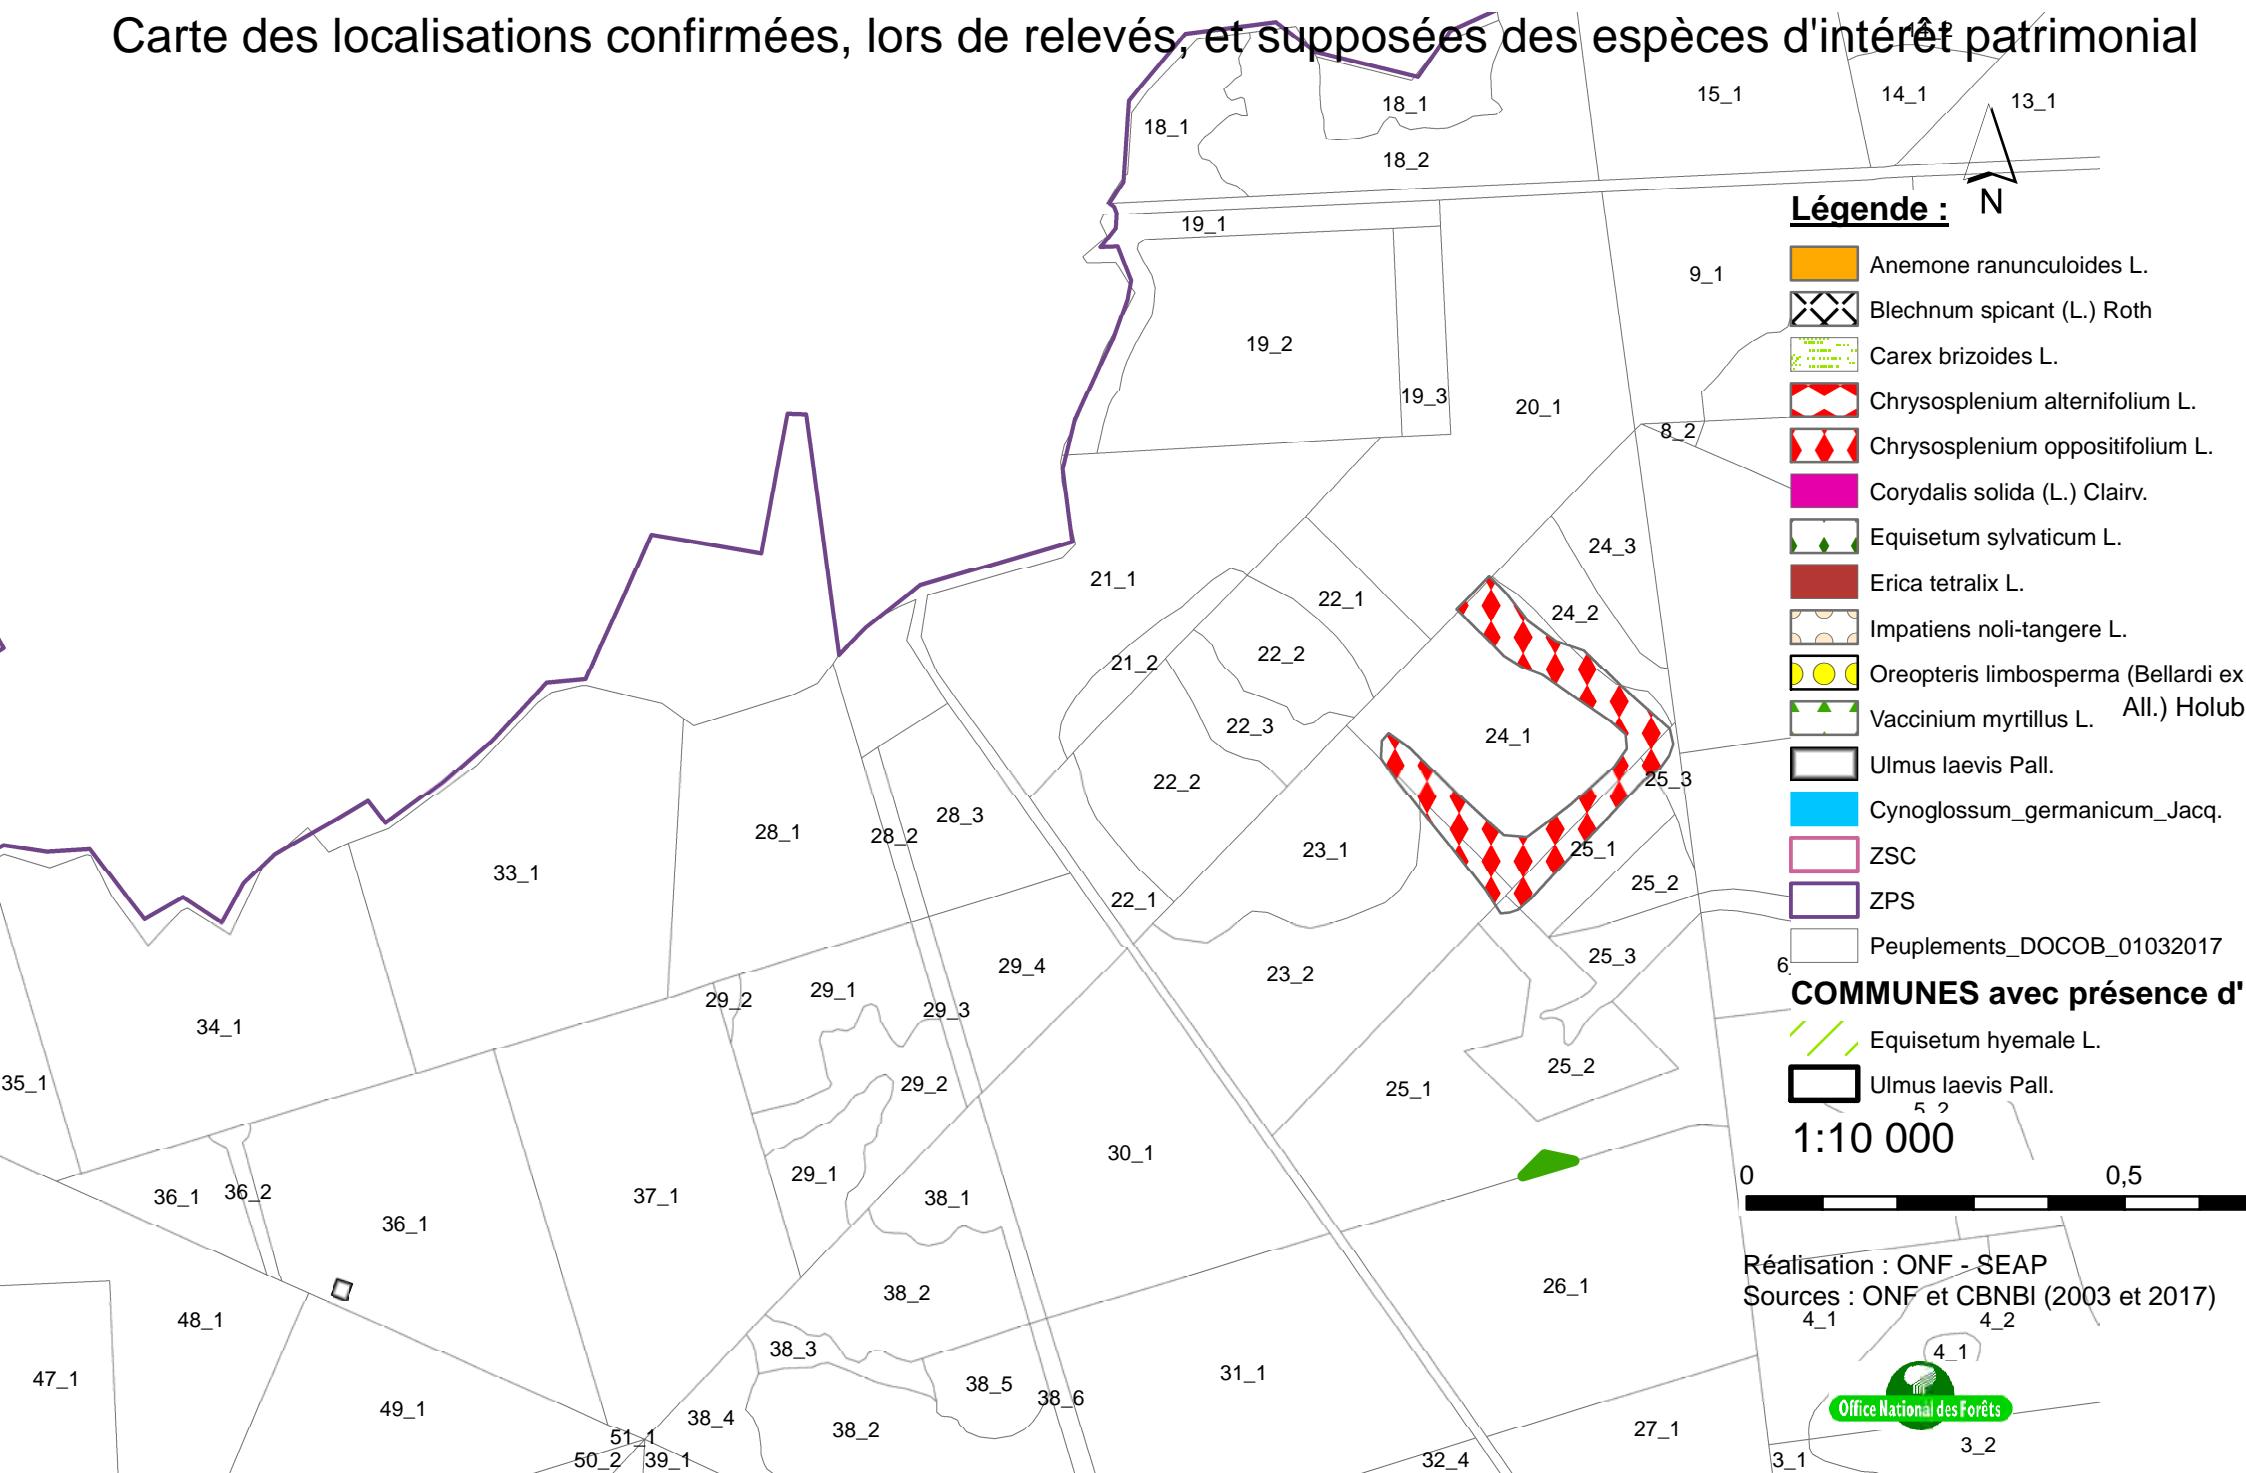 Carte des localisations confirmées, lors de relevés, et supposées des espèces d'intérêt patrimonial
18_1
18_1
18_2
15_1
14_1
13_1
N
19_1
19_2
19_3
20_1
9_1
8_2
Légende :
Anemone ranunculoides L.
Blechnum spicant (L.) Roth
Carex brizoides L.
Chrysosplenium alternifolium L.
Chrysosplenium oppositifolium L.
Corydalis solida (L.) Clairv.
Equisetum sylvaticum L.
Erica tetralix L.
Impatiens noli-tangere L.
Oreopteris limbosperma (Bellardi ex
All.) Holub
Vaccinium myrtillus L.
Ulmus laevis Pall.
Cynoglossum_germanicum_Jacq.
ZSC
ZPS
Peuplements_DOCOB_01032017
COMMUNES avec présence d'
Equisetum hyemale L.
Ulmus laevis Pall.
5_2
1:10 000
0 0,5
Réalisation : ONF - SEAP
Sources : ONF et CBNBl (2003 et 2017)
4_1
4_2
4_1
Office National des Forêts
3_2
3_1
21_1
22_1
24_3
24_2
21_2
22_2
22_3
24_1
22_2
25_3
28_1
28_2
28_3
23_1
25_1
33_1
25_2
22_1
29_4
23_2
25_3
29_2
29_1
29_3
34_1
25_2
35_1
29_2
25_1
30_1
36_1
36_2
36_1
37_1
29_1
38_1
26_1
38_2
48_1
38_3
31_1
47_1
38_5
38_6
49_1
38_4
38_2
27_1
51_1
50_2
39_1
32_4